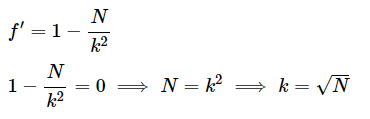 f′ = 1 − N/k²
1 − N/k² = 0 ⟹ N = k² ⟹ k = √N